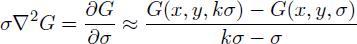 σ∇²G = ∂G/∂σ ≈ (G(x, y, kσ) − G(x, y, σ))/(kσ − σ)